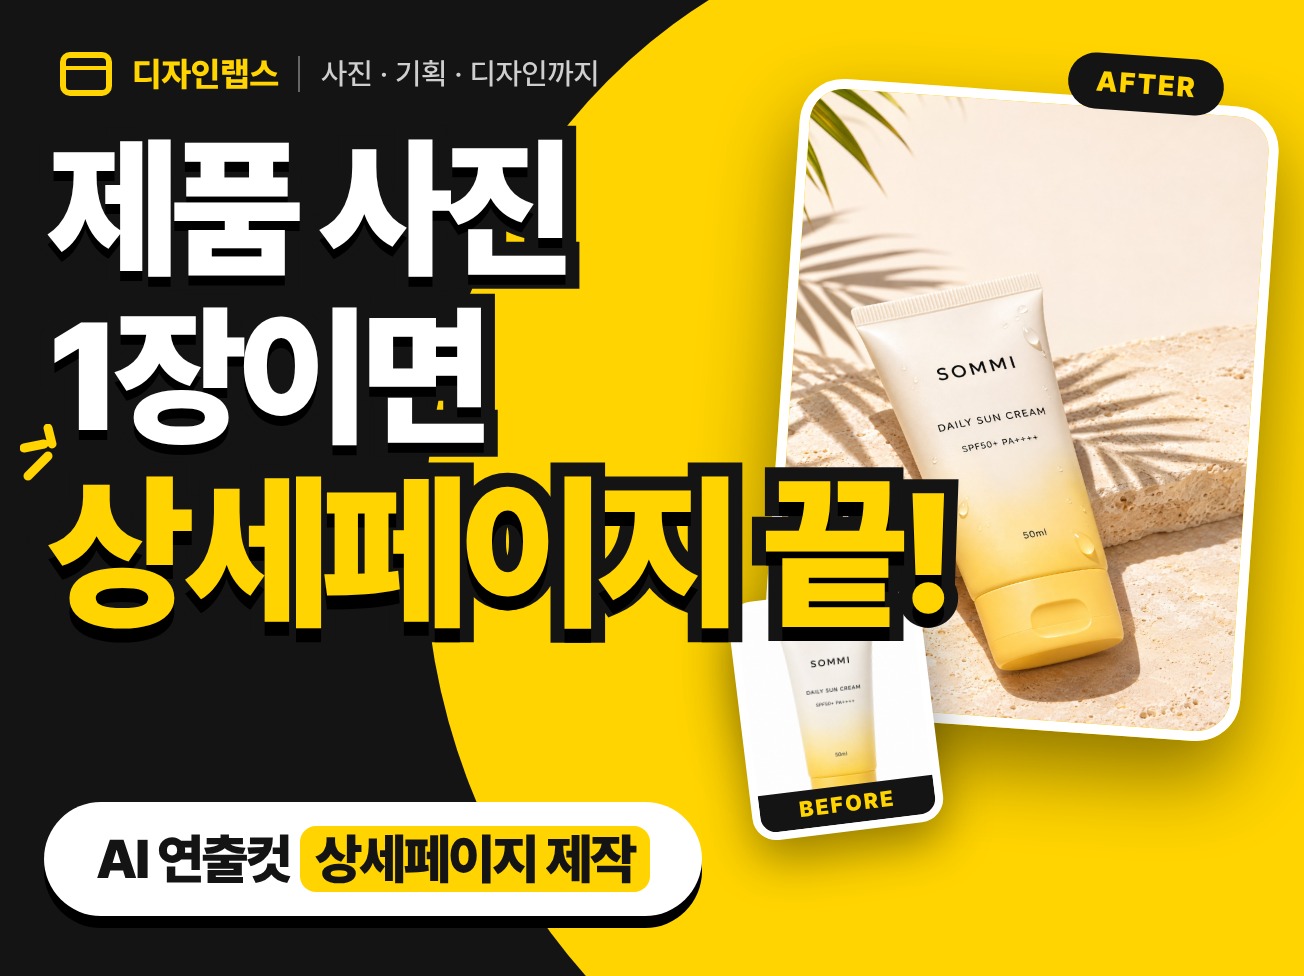 디자인랩스 | 사진 · 기획 · 디자인까지
제품 사진
1장이면
상세페이지 끝!
AI 연출컷 상세페이지 제작
AFTER
SOMMI
DAILY SUN CREAM
SPF50+ PA++++
50ml
SOMMI
DAILY SUN CREAM
SPF50+ PA++++
50ml
BEFORE